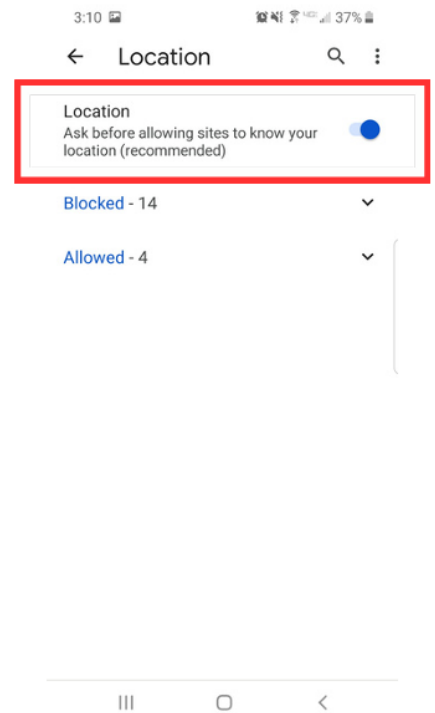 3:10 37%
Location
Location
Ask before allowing sites to know your
location (recommended)
Blocked - 14
Allowed - 4